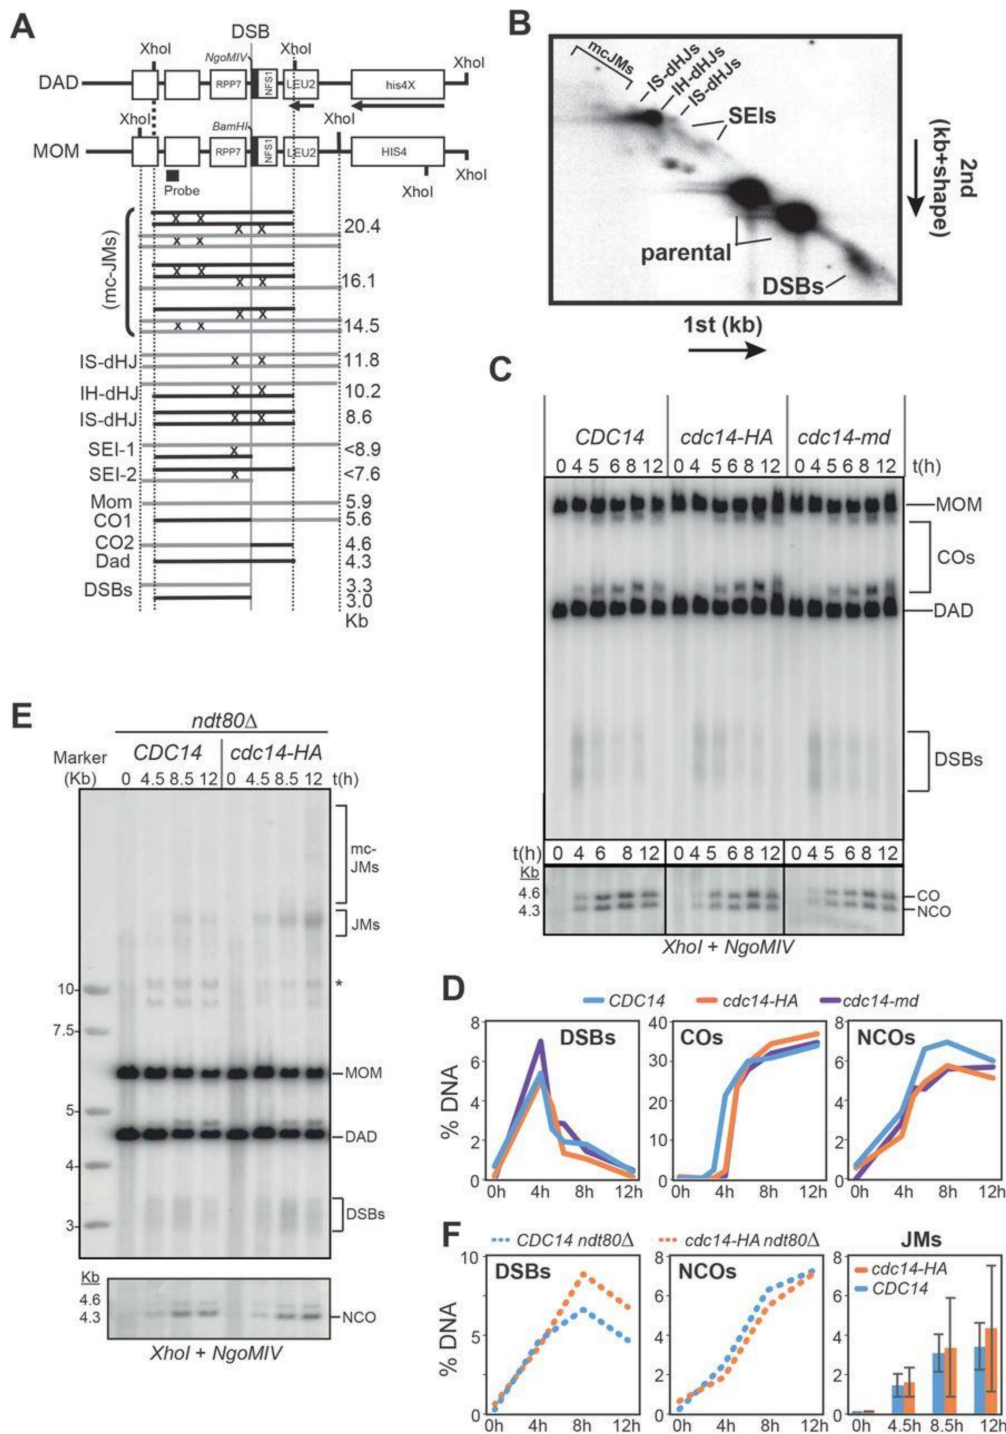 A
DSB
XhoI
NgoMIV
XhoI
XhoI
DAD
RPP7
NFS1
LEU2
his4X
XhoI
BamHI
XhoI
MOM
RPP7
NFS1
LEU2
HIS4
Probe
XhoI
XhoI
(mc-JMs)
20.4
16.1
14.5
IS-dHJ
11.8
IH-dHJ
10.2
IS-dHJ
8.6
SEI-1
<8.9
SEI-2
<7.6
Mom
5.9
CO1
5.6
CO2
4.6
Dad
4.3
DSBs
3.3
3.0
Kb
B
mcJMs
IS-dHJs
IH-dHJs
IS-dHJs
SEIs
parental
DSBs
1st (kb)
2nd
(kb+shape)
C
CDC14 cdc14-HA cdc14-md
0 4 5 6 8 12 0 4 5 6 8 12 0 4 5 6 8 12 t(h)
MOM
COs
DAD
DSBs
t(h) 0 4 5 6 8 12 0 4 5 6 8 12 0 4 5 6 8 12
Kb
4.6
4.3
CO
NCO
XhoI + NgoMIV
D
CDC14 cdc14-HA cdc14-md
DSBs
COs
NCOs
% DNA
8
6
4
2
0
0h 4h 8h 12h
40
30
20
10
0
0h 4h 8h 12h
8
6
4
2
0
0h 4h 8h 12h
E
ndt80Δ
CDC14 cdc14-HA
Marker
(Kb)
0 4.5 8.5 12 0 4.5 8.5 12 t(h)
mc-
JMs
JMs
*
10
7.5
MOM
5
DAD
4
DSBs
3
Kb
4.6
4.3
NCO
XhoI + NgoMIV
F
CDC14 ndt80Δ cdc14-HA ndt80Δ
DSBs
NCOs
JMs
cdc14-HA
CDC14
% DNA
10
5
0
0h 4h 8h 12h
8
6
4
2
0
0h 4h 8h 12h
8
6
4
2
0
0h 4.5h 8.5h 12h